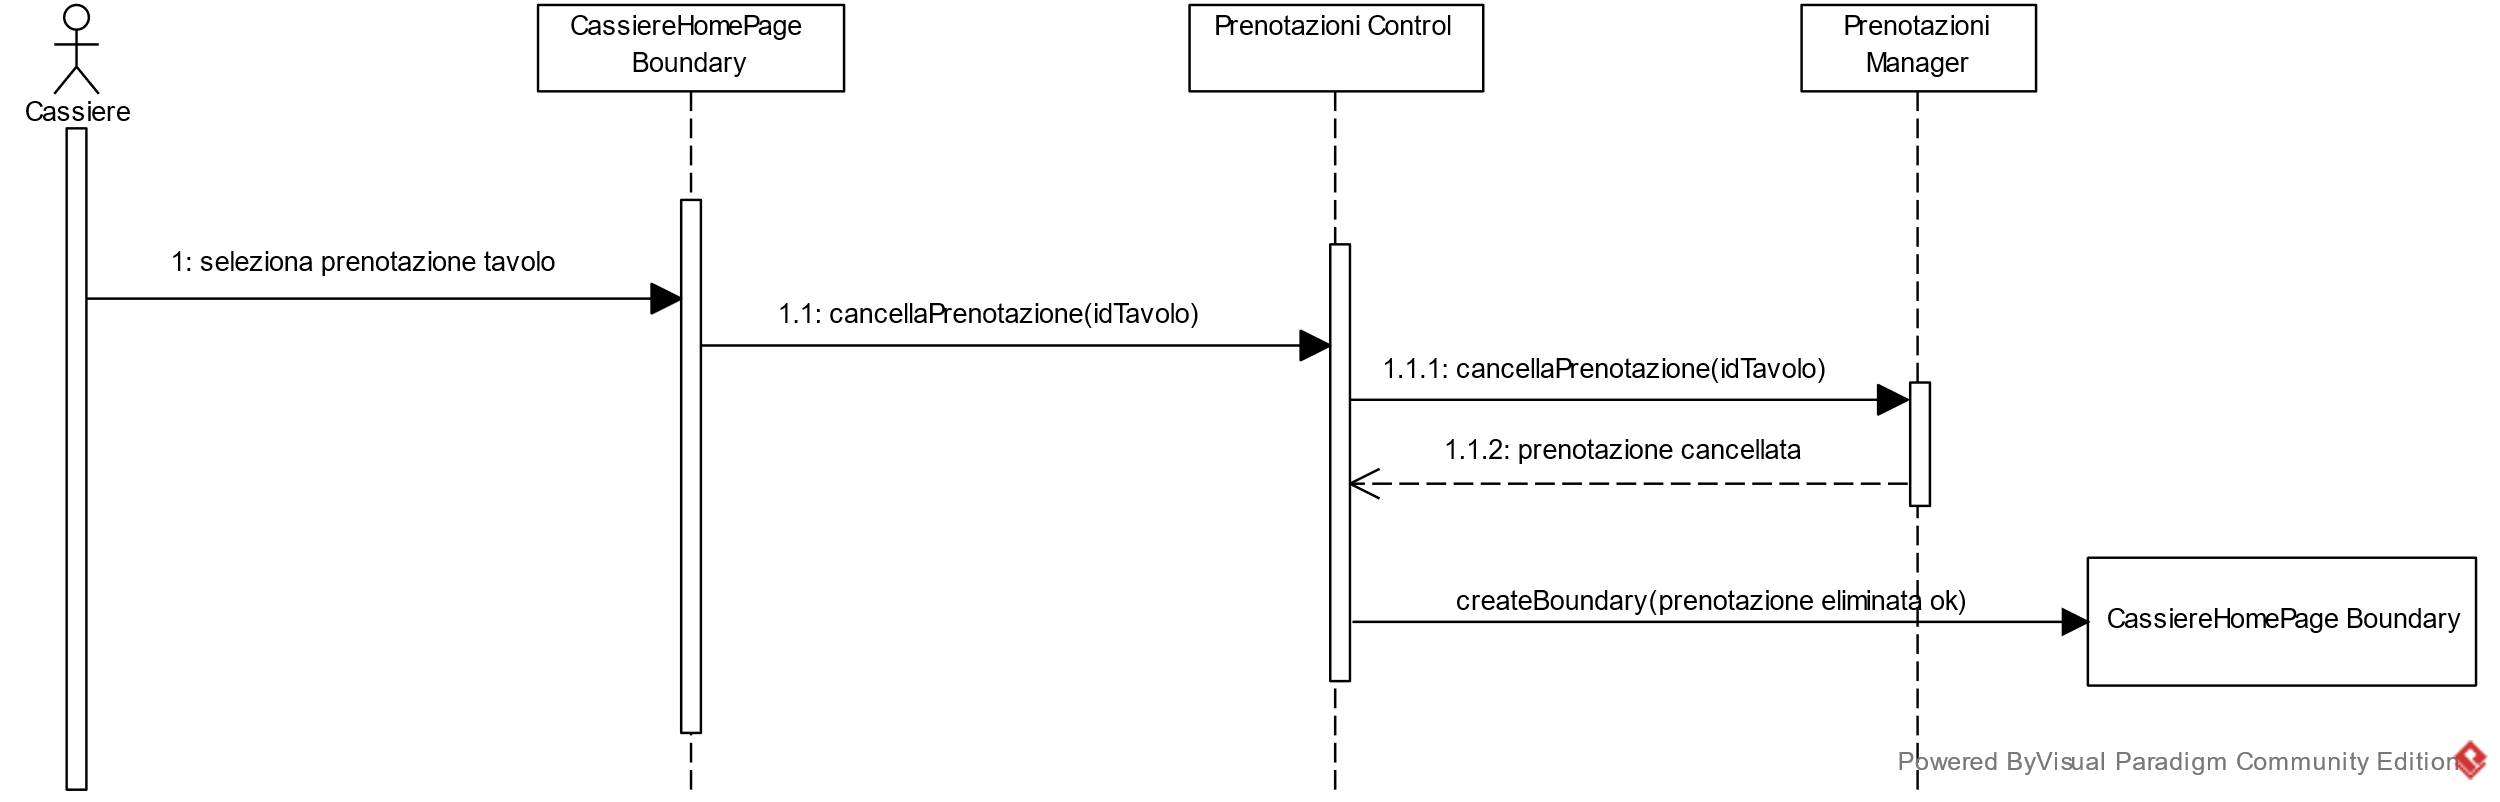 CassiereHomePage
Boundary
Prenotazioni Control
Prenotazioni
Manager
Cassiere
1: seleziona prenotazione tavolo
1.1: cancellaPrenotazione(idTavolo)
1.1.1: cancellaPrenotazione(idTavolo)
1.1.2: prenotazione cancellata
createBoundary(prenotazione eliminata ok)
CassiereHomePage Boundary
Powered ByVisual Paradigm Community Edition